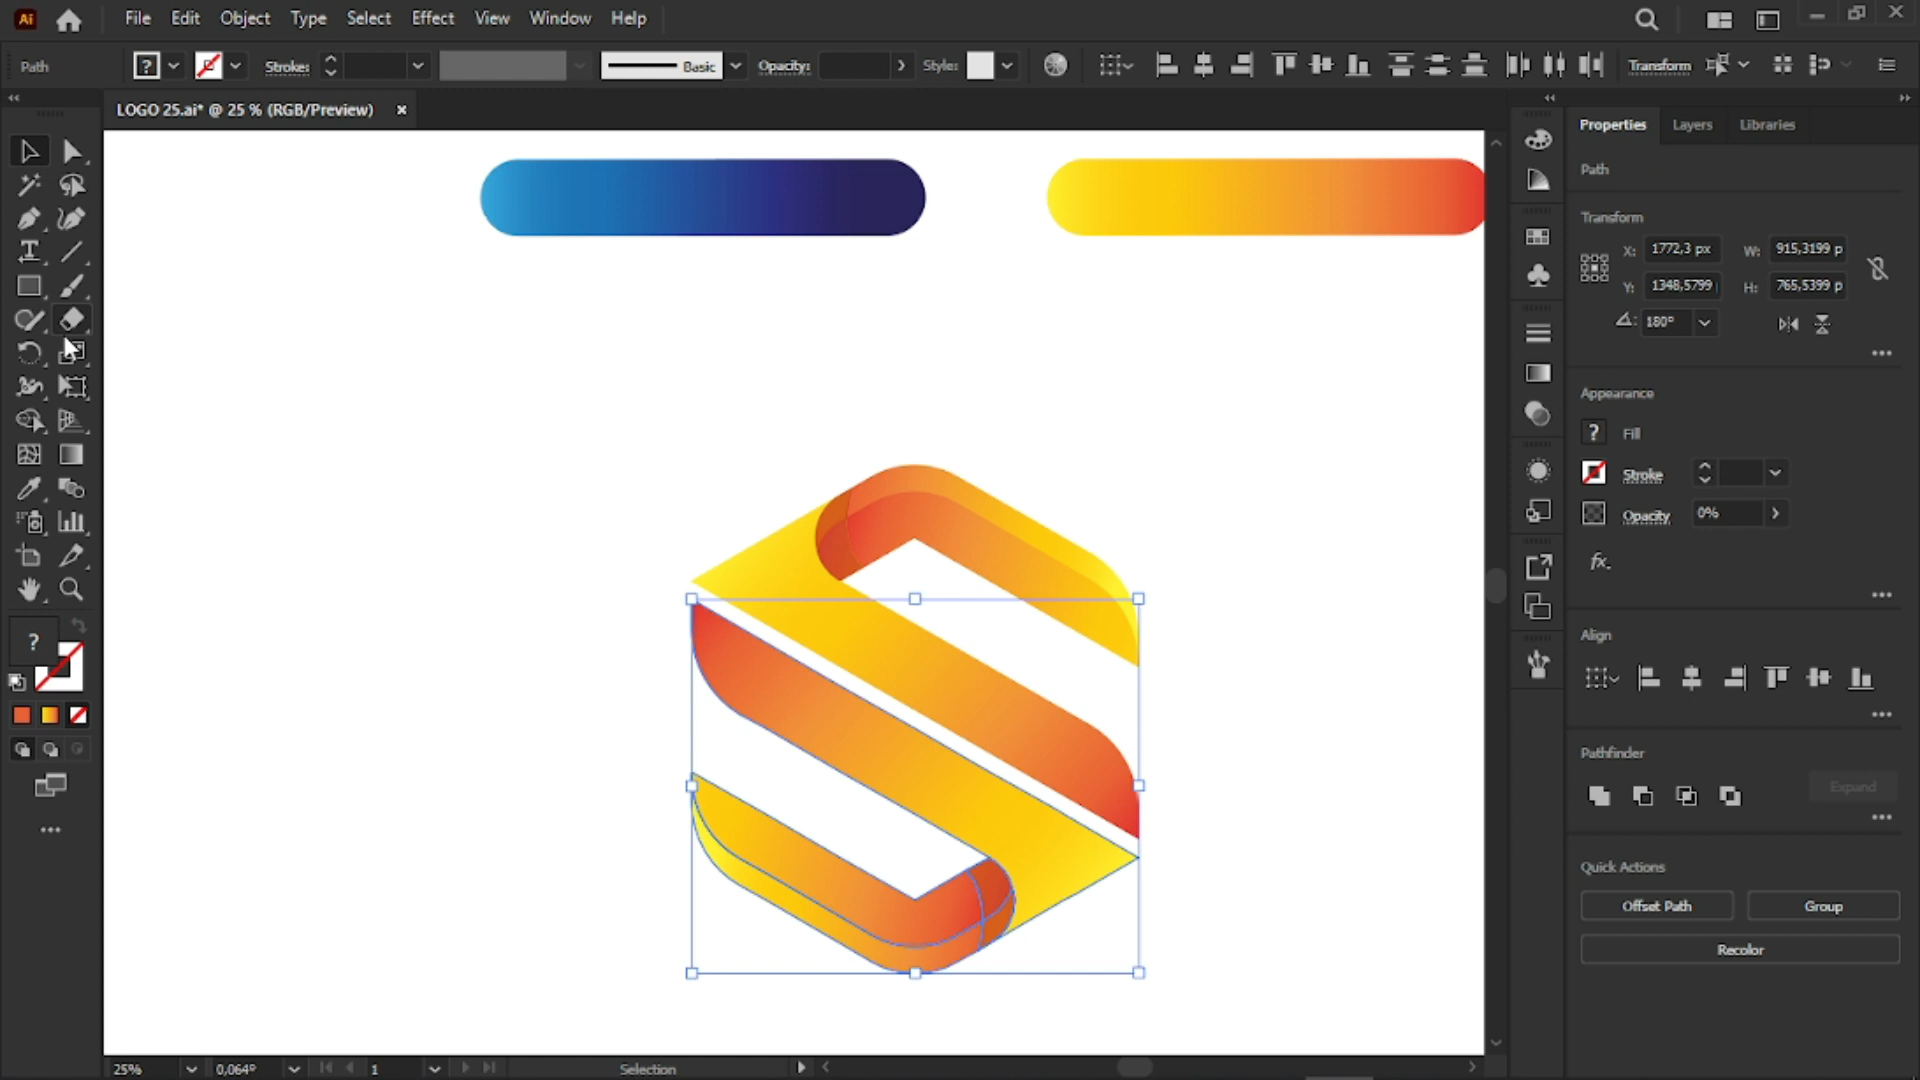 Ai File Edit Object Type Select Effect View Window Help
Path ? Stroke: Basic Opacity: Style: Transform
LOGO 25.ai* @ 25 % (RGB/Preview) ×
Properties Layers Libraries
Path
Transform
X: 1772,3 px W: 915,3199 p
Y: 1348,5799 H: 765,5399 p
180°
Appearance
? Fill
Stroke
Opacity 0%
fx.
Align
Pathfinder
Expand
Quick Actions
Offset Path Group
Recolor
?
25% 0,064° 1 Selection